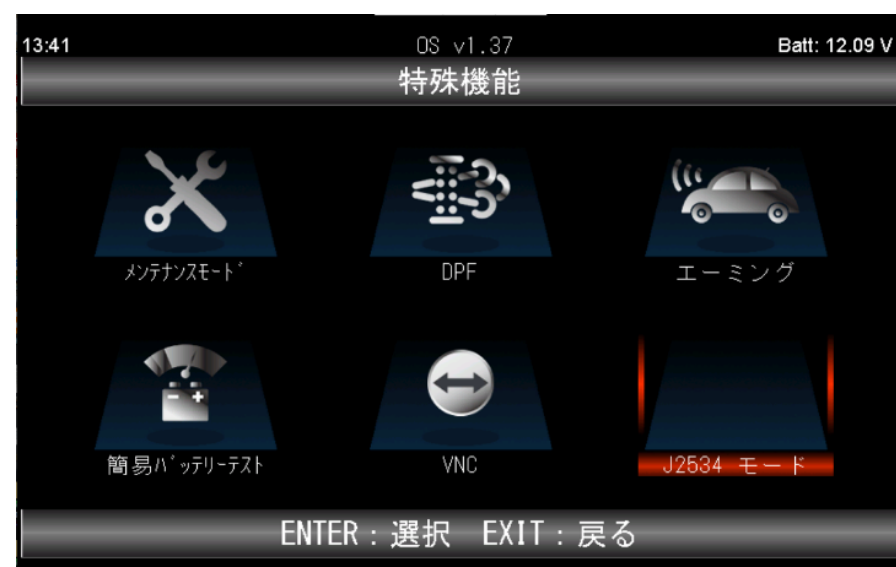 13:41 OS v1.37 Batt: 12.09 V
特殊機能
メンテナンスモード DPF エーミング
簡易バッテリーテスト VNC J2534 モード
ENTER：選択 EXIT：戻る